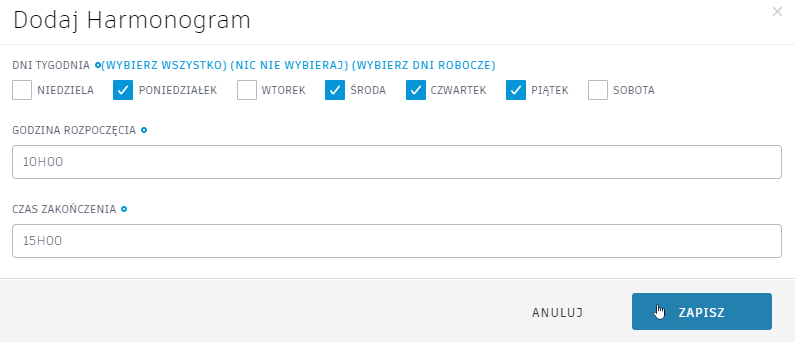 Dodaj Harmonogram
DNI TYGODNIA (WYBIERZ WSZYSTKO) (NIC NIE WYBIERAJ) (WYBIERZ DNI ROBOCZE)
NIEDZIELA PONIEDZIAŁEK WTOREK ŚRODA CZWARTEK PIĄTEK SOBOTA
GODZINA ROZPOCZĘCIA
10H00
CZAS ZAKOŃCZENIA
15H00
ANULUJ ZAPISZ